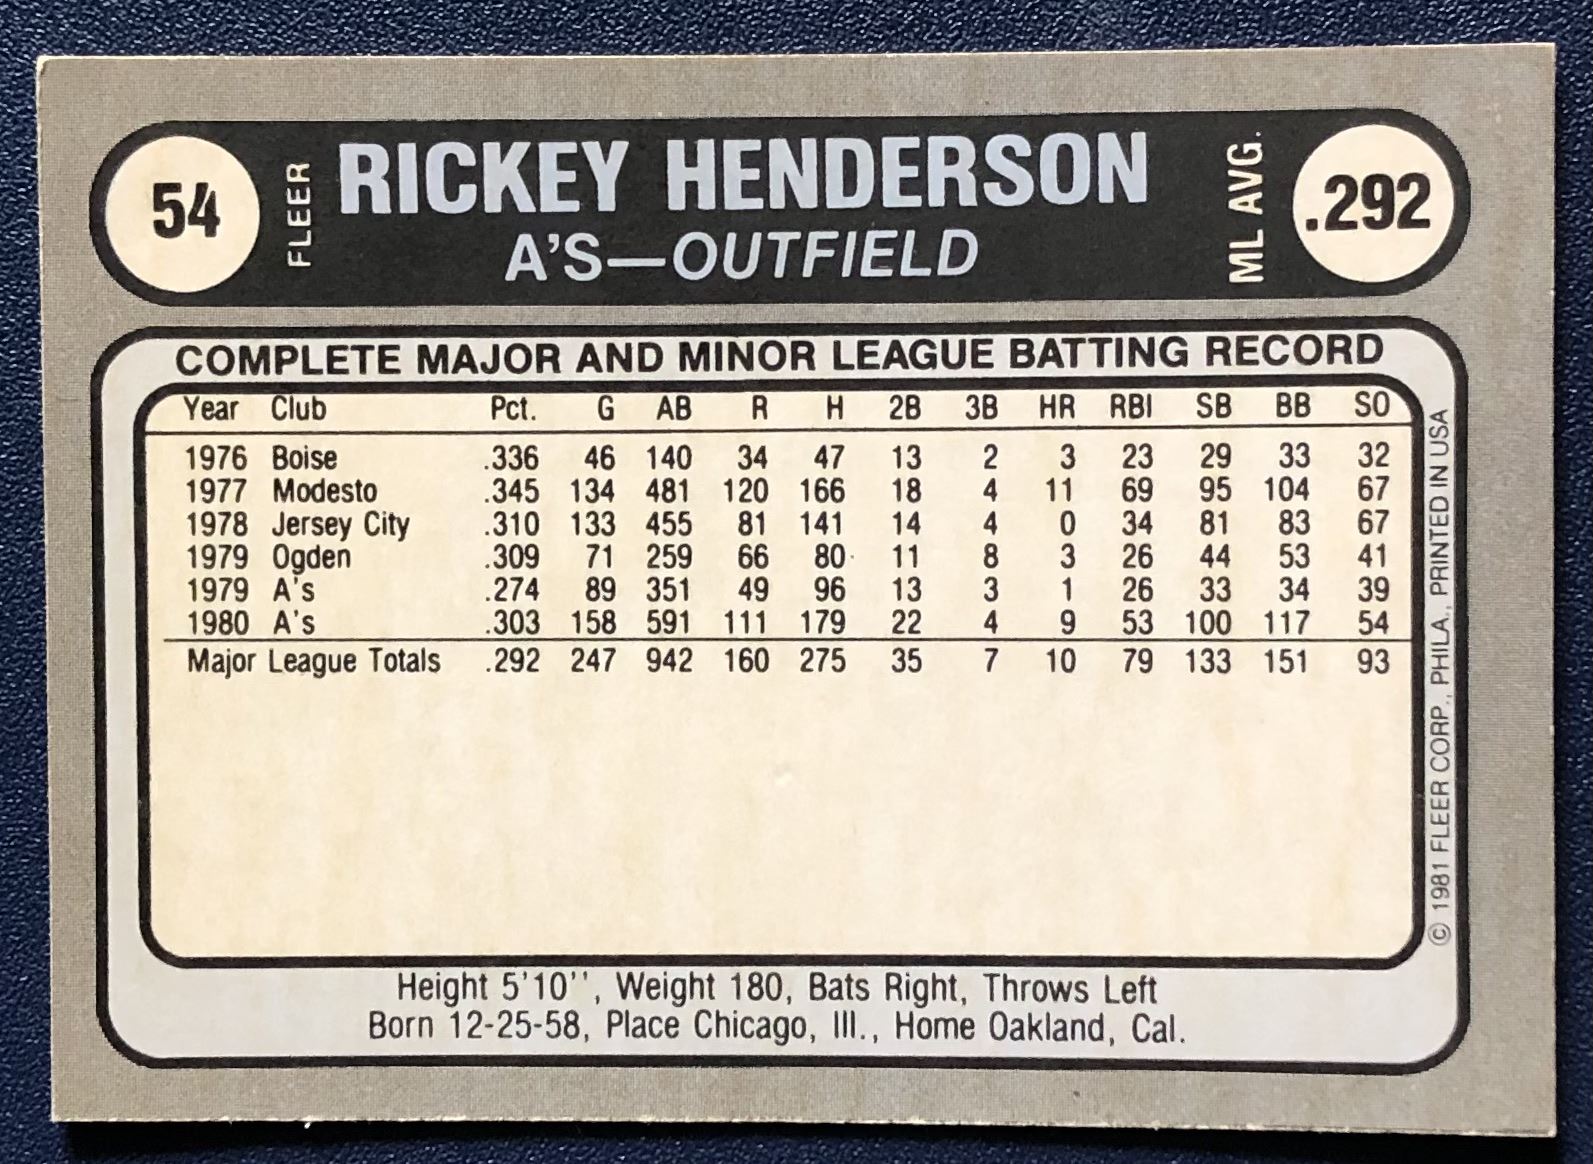 54 FLEER RICKEY HENDERSON ML AVG. .292
A'S—OUTFIELD
COMPLETE MAJOR AND MINOR LEAGUE BATTING RECORD
Year Club Pct. G AB R H 2B 3B HR RBI SB BB SO
1976 Boise .336 46 140 34 47 13 2 3 23 29 33 32
1977 Modesto .345 134 481 120 166 18 4 11 69 95 104 67
1978 Jersey City .310 133 455 81 141 14 4 0 34 81 83 67
1979 Ogden .309 71 259 66 80 11 8 3 26 44 53 41
1979 A's .274 89 351 49 96 13 3 1 26 33 34 39
1980 A's .303 158 591 111 179 22 4 9 53 100 117 54
Major League Totals .292 247 942 160 275 35 7 10 79 133 151 93
© 1981 FLEER CORP., PHILA., PRINTED IN USA
Height 5'10'', Weight 180, Bats Right, Throws Left
Born 12-25-58, Place Chicago, Ill., Home Oakland, Cal.